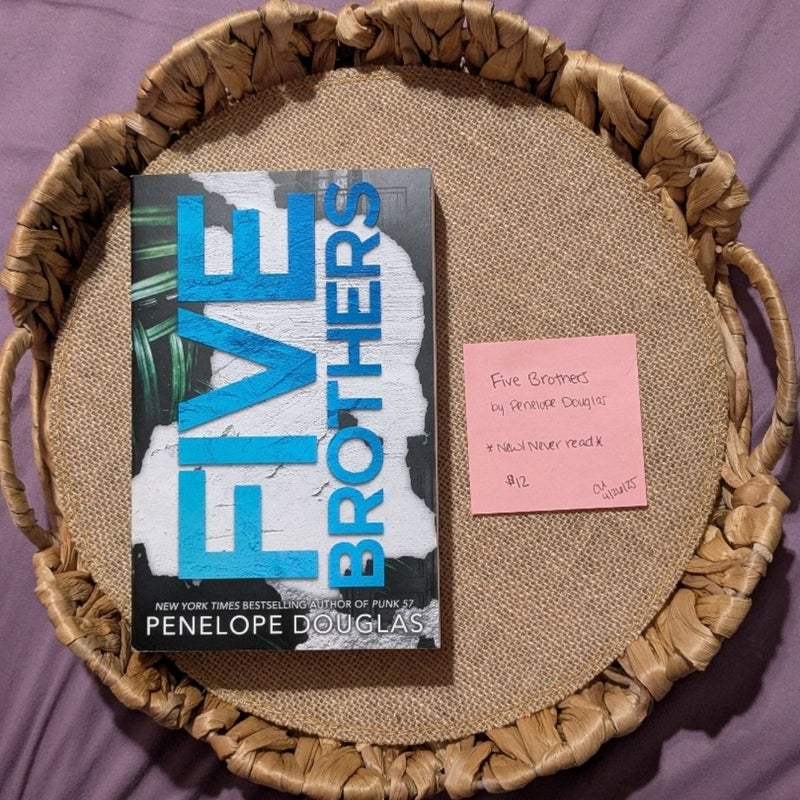 FIVE
BROTHERS
NEW YORK TIMES BESTSELLING AUTHOR OF PUNK 57
PENELOPE DOUGLAS
Five Brothers
by Penelope Douglas
*New! Never read*
$12